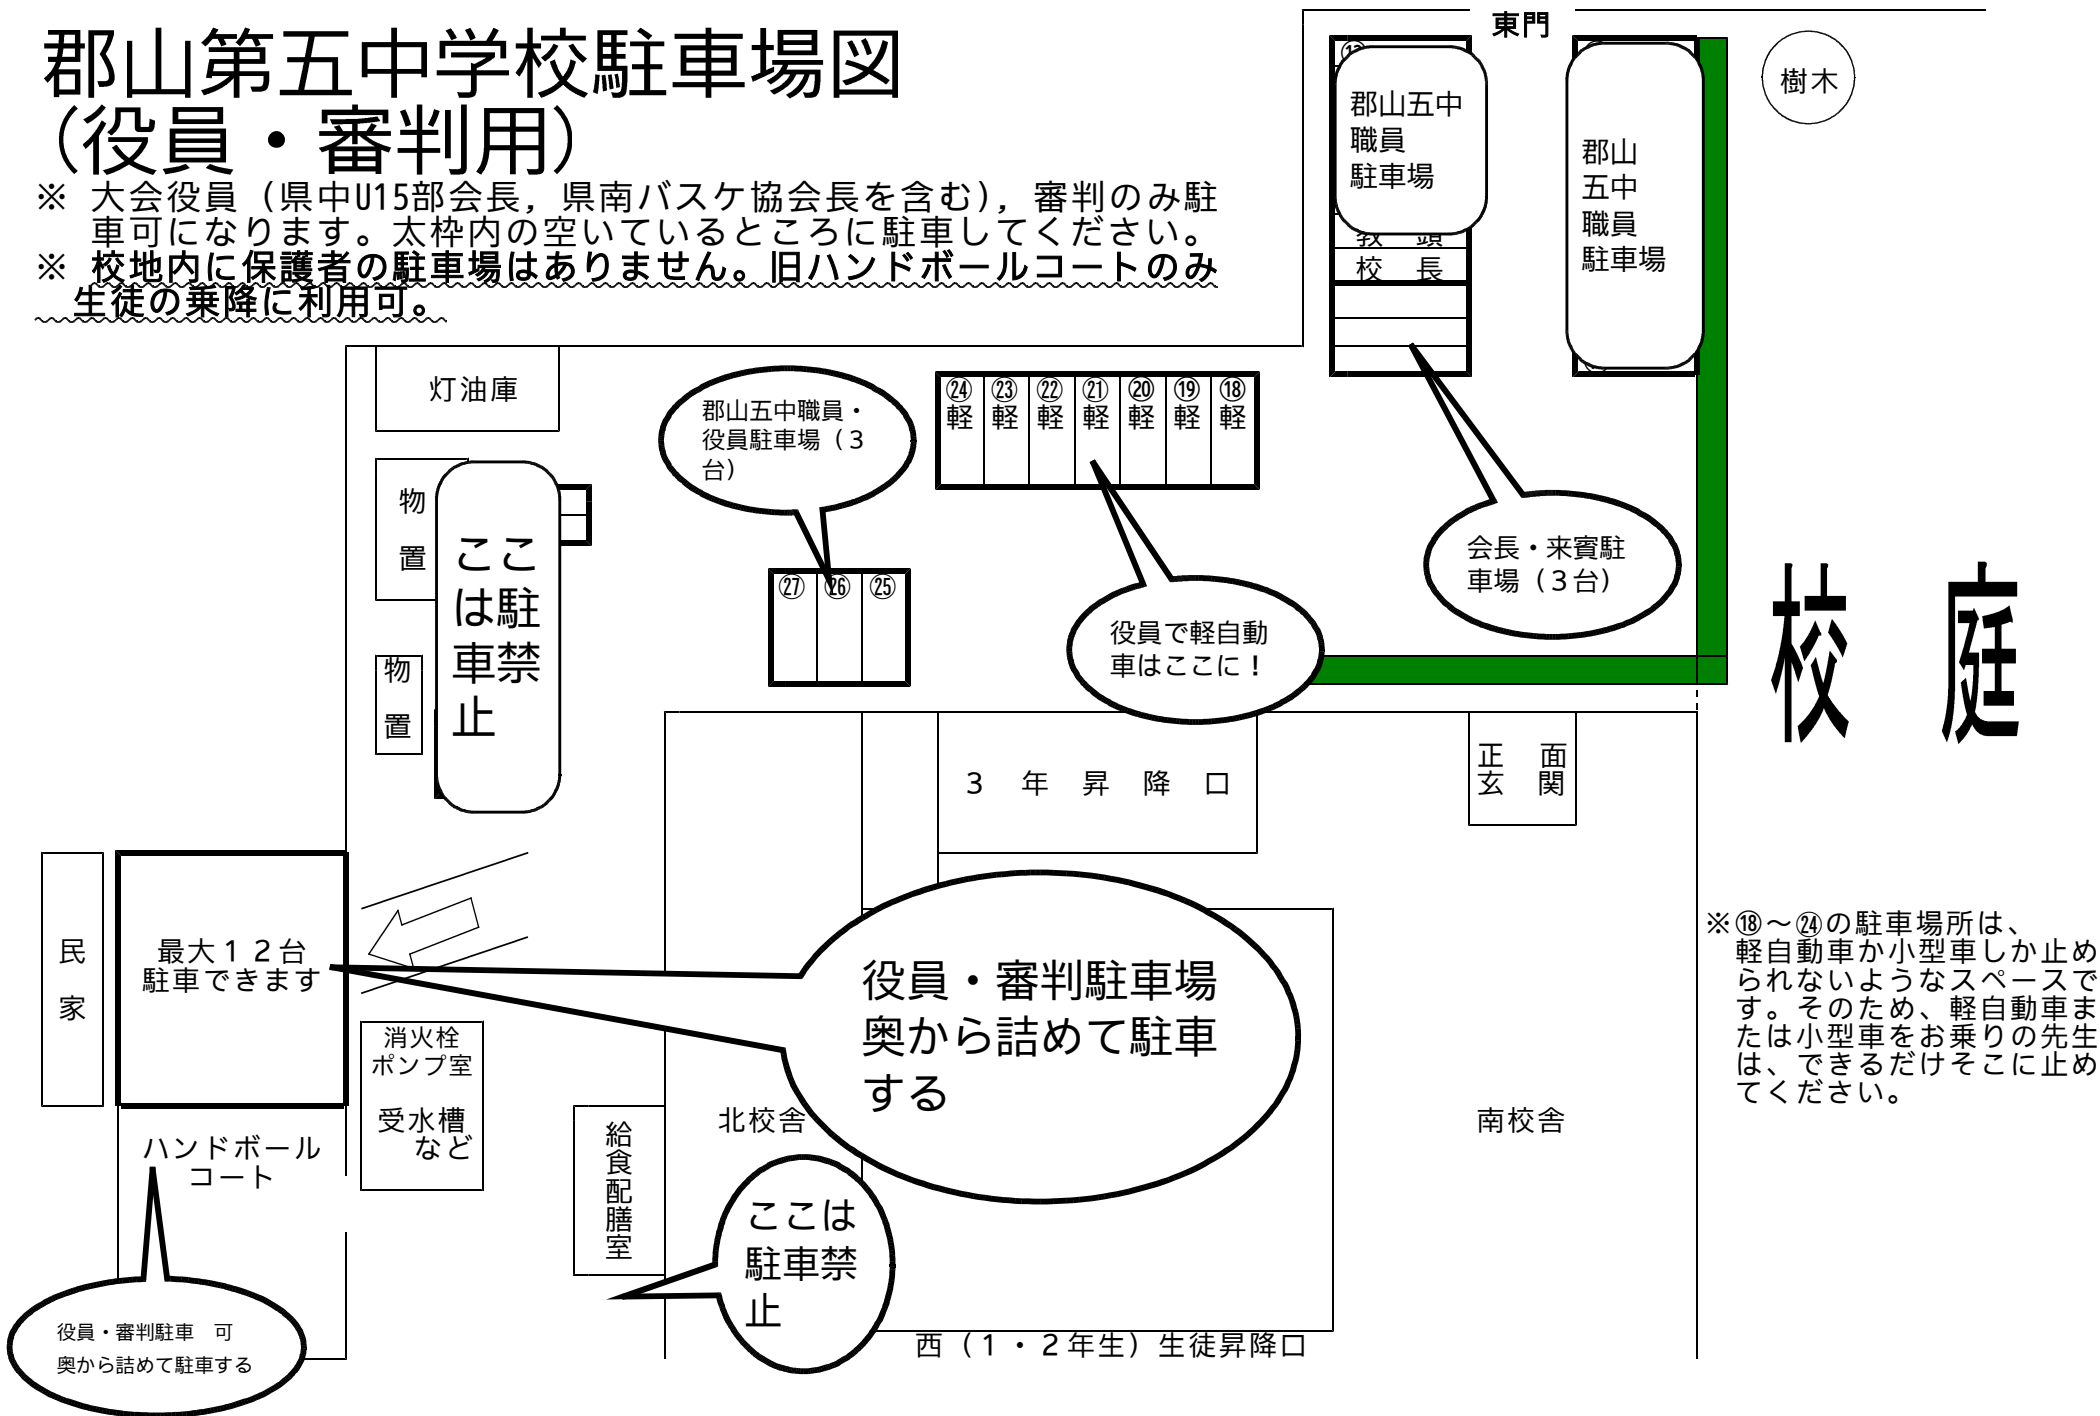 郡山第五中学校駐車場図
（役員・審判用）
※ 大会役員（県中U15部会長，県南バスケ協会長を含む），審判のみ駐
車可になります。太枠内の空いているところに駐車してください。
※ 校地内に保護者の駐車場はありません。旧ハンドボールコートのみ
生徒の乗降に利用可。
東門
郡山五中
職員
駐車場
教　頭
校　長
郡山
五中
職員
駐車場
樹木
灯油庫
郡山五中職員・
役員駐車場（３
台）
㉔ ㉓ ㉒ ㉑ ⑳ ⑲ ⑱
軽 軽 軽 軽 軽 軽 軽
物
置
ここ
は駐
車禁
止
㉗ ㉖ ㉕
会長・来賓駐
車場（３台）
役員で軽自動
車はここに！
校　庭
物
置
３　年　昇　降　口
正　面
玄　関
民
家
最大１２台
駐車できます
役員・審判駐車場
奥から詰めて駐車
する
※⑱～㉔の駐車場所は、
軽自動車か小型車しか止め
られないようなスペースで
す。そのため、軽自動車ま
たは小型車をお乗りの先生
は、できるだけそこに止め
てください。
消火栓
ポンプ室
受水槽
など
北校舎
南校舎
ハンドボール
コート
給食配膳室
ここは
駐車禁
止
役員・審判駐車　可
奥から詰めて駐車する
西（１・２年生）生徒昇降口